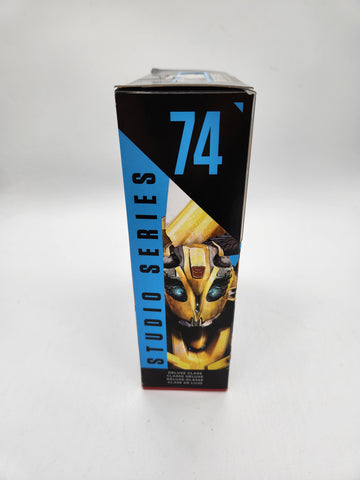 74
STUDIO SERIES
DELUXE CLASS
CLASSE DELUXE
DELUXE-KLASSE
CLASE DE LUJO